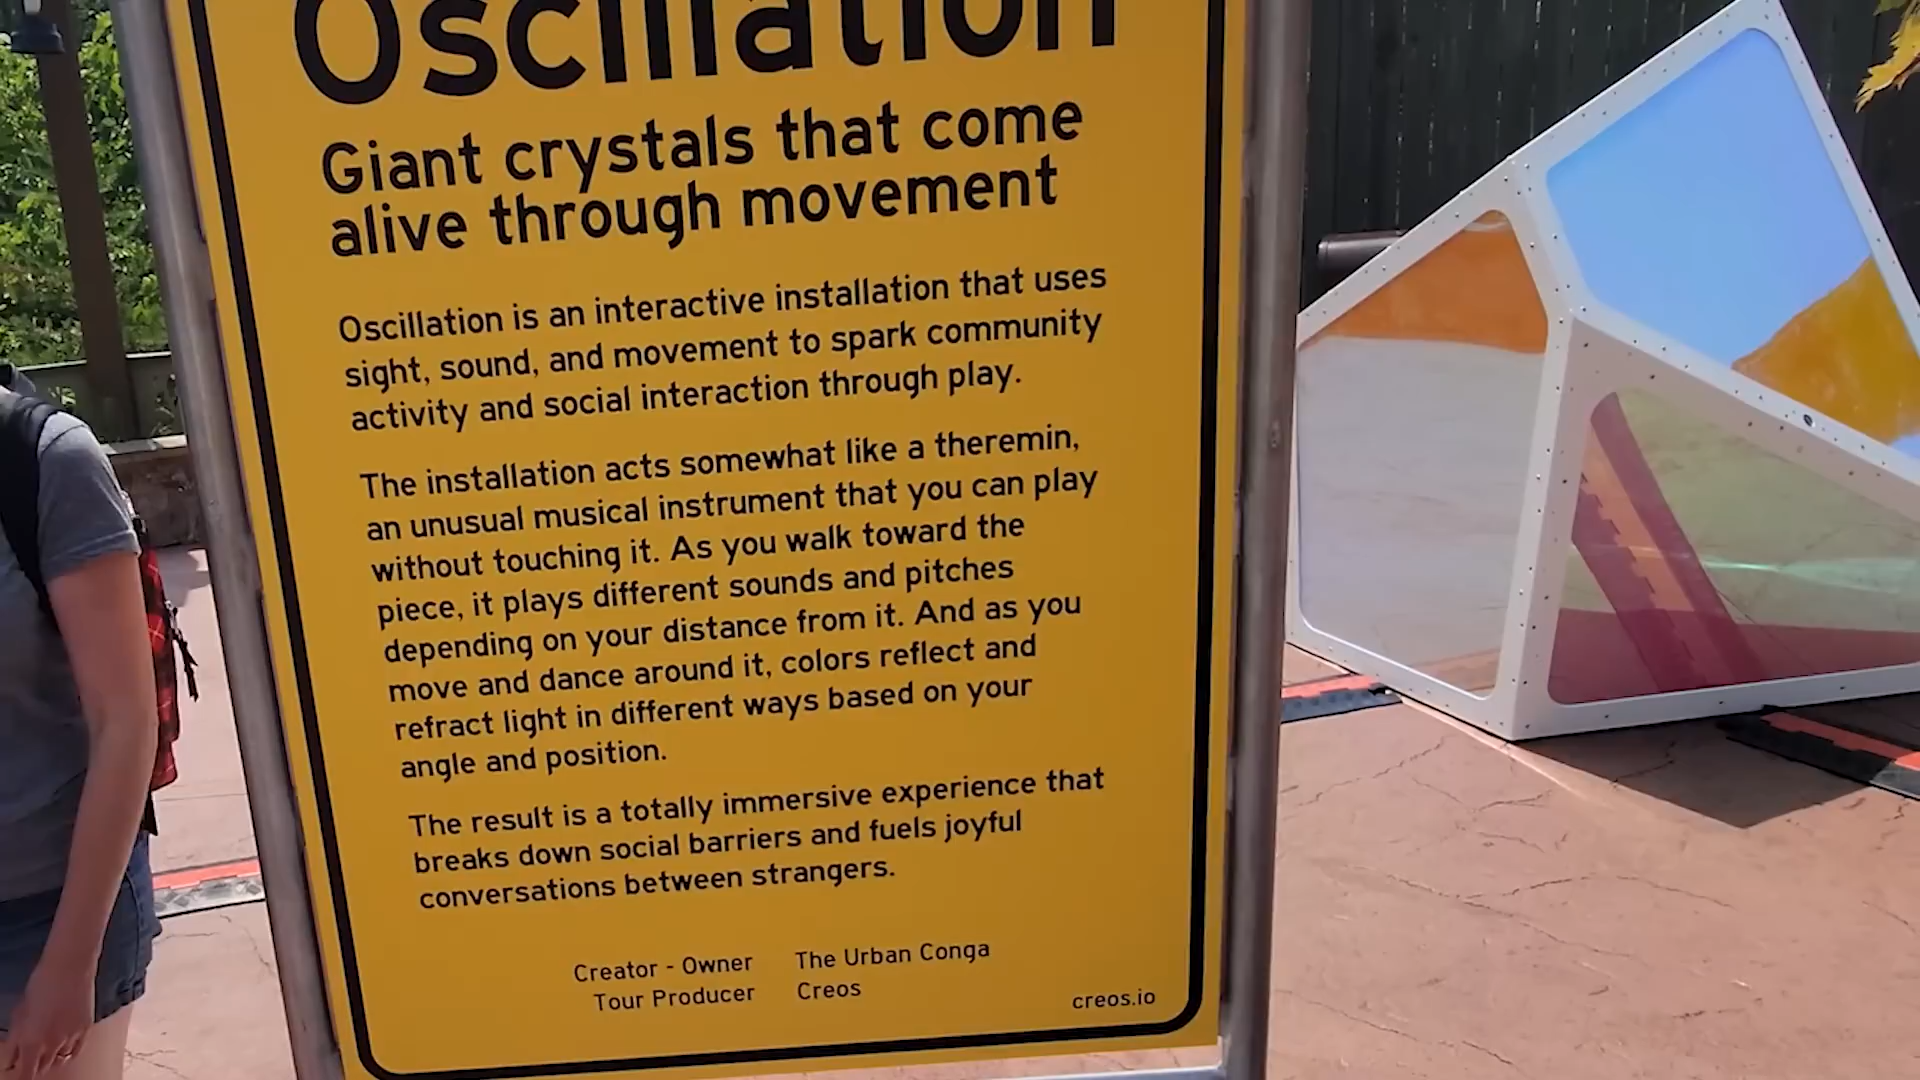 Oscillation
Giant crystals that come
alive through movement
Oscillation is an interactive installation that uses
sight, sound, and movement to spark community
activity and social interaction through play.
The installation acts somewhat like a theremin,
an unusual musical instrument that you can play
without touching it. As you walk toward the
piece, it plays different sounds and pitches
depending on your distance from it. And as you
move and dance around it, colors reflect and
refract light in different ways based on your
angle and position.
The result is a totally immersive experience that
breaks down social barriers and fuels joyful
conversations between strangers.
Creator - Owner The Urban Conga
Tour Producer Creos
creos.io